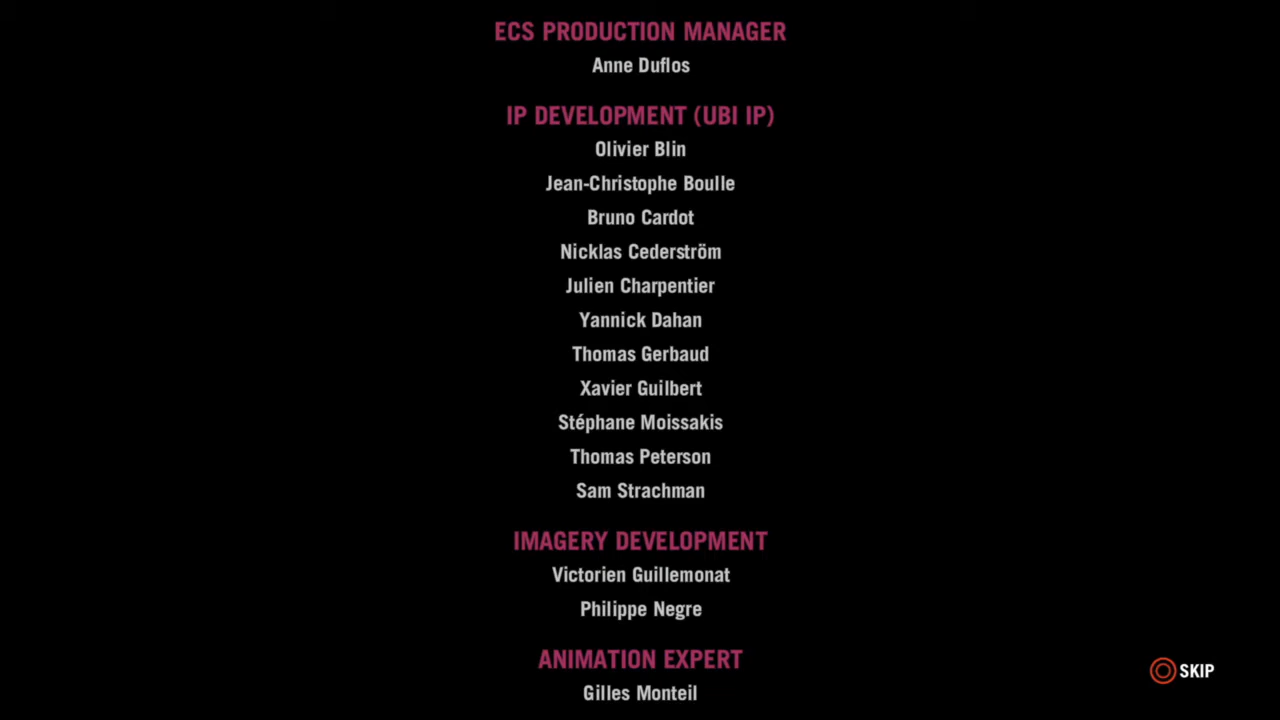 ECS PRODUCTION MANAGER
Anne Duflos
IP DEVELOPMENT (UBI IP)
Olivier Blin
Jean-Christophe Boulle
Bruno Cardot
Nicklas Cederström
Julien Charpentier
Yannick Dahan
Thomas Gerbaud
Xavier Guilbert
Stéphane Moissakis
Thomas Peterson
Sam Strachman
IMAGERY DEVELOPMENT
Victorien Guillemonat
Philippe Negre
ANIMATION EXPERT
Gilles Monteil
SKIP